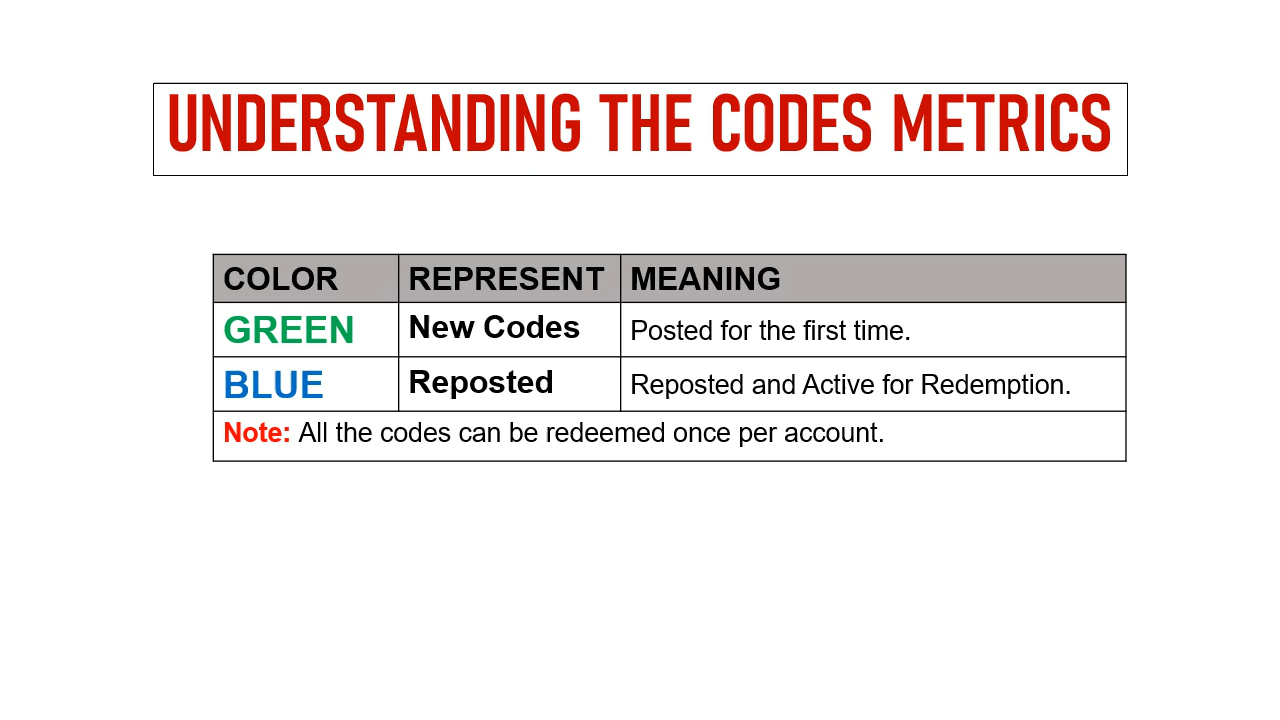 UNDERSTANDING THE CODES METRICS
COLOR REPRESENT MEANING
GREEN New Codes Posted for the first time.
BLUE Reposted Reposted and Active for Redemption.
Note: All the codes can be redeemed once per account.